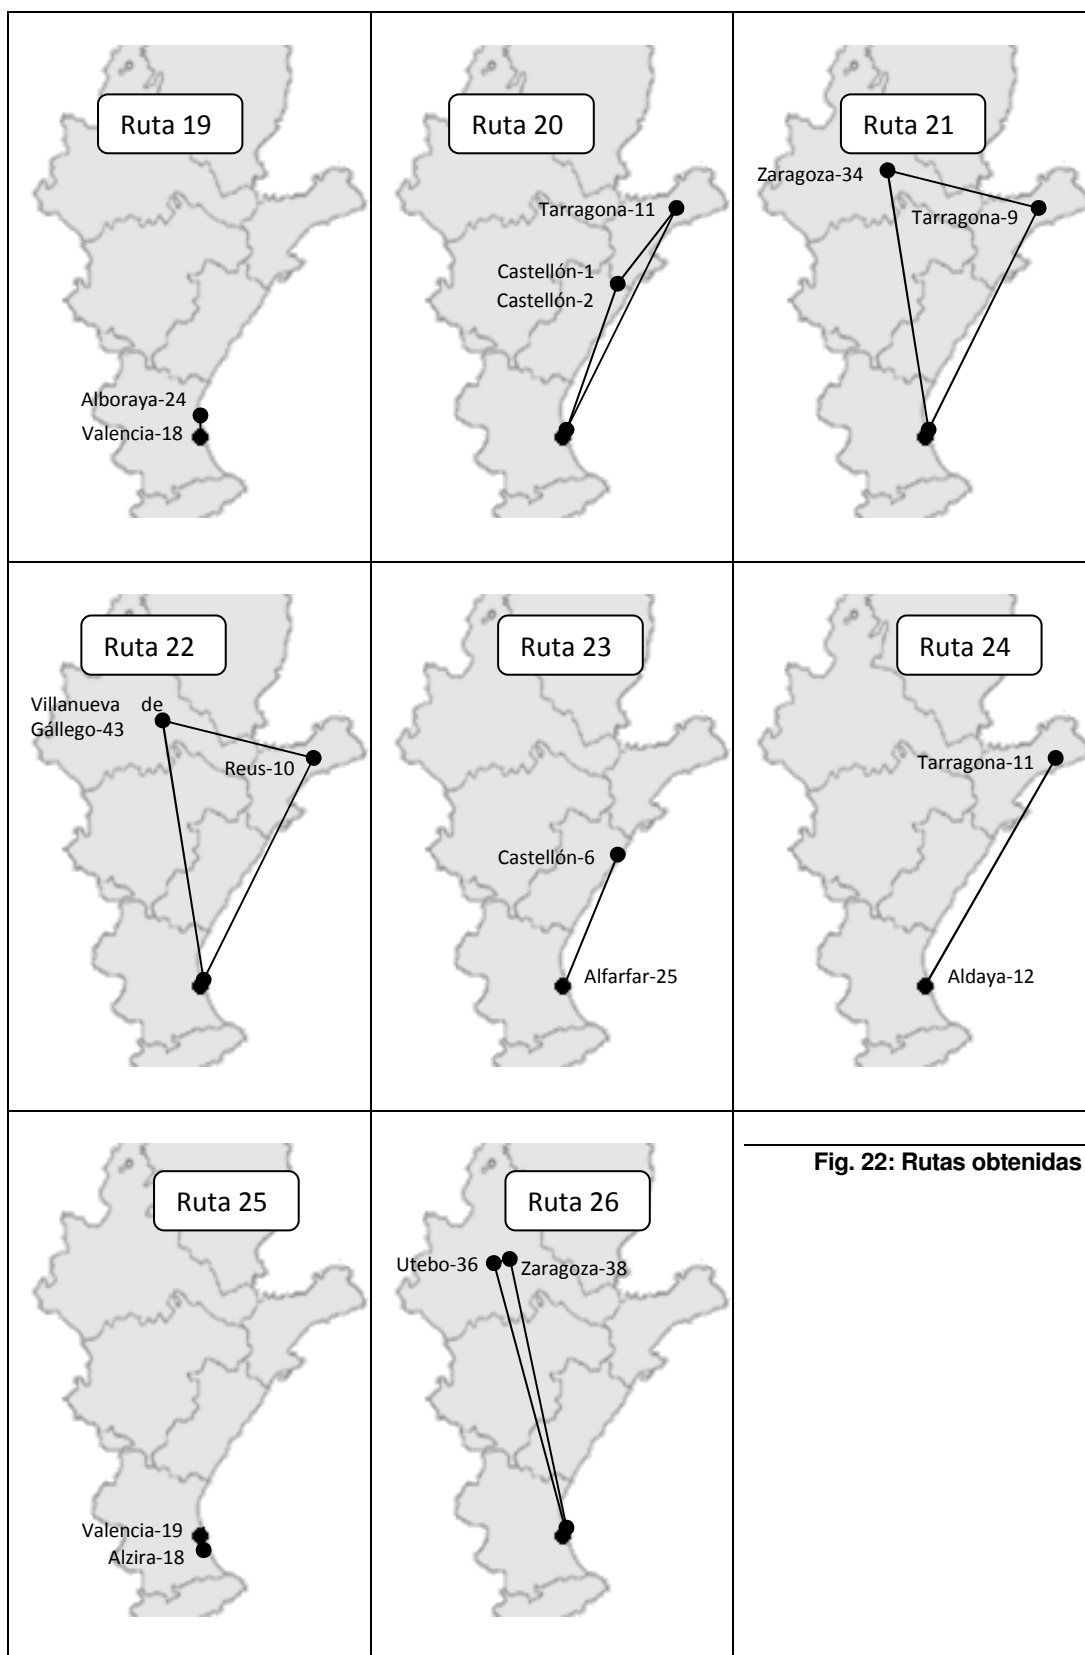 Ruta 19
Alboraya-24
Valencia-18
Ruta 20
Tarragona-11
Castellón-1
Castellón-2
Ruta 21
Zaragoza-34
Tarragona-9
Ruta 22
Villanueva de
Gállego-43
Reus-10
Ruta 23
Castellón-6
Alfarfar-25
Ruta 24
Tarragona-11
Aldaya-12
Ruta 25
Valencia-19
Alzira-18
Ruta 26
Utebo-36
Zaragoza-38
Fig. 22: Rutas obtenidas